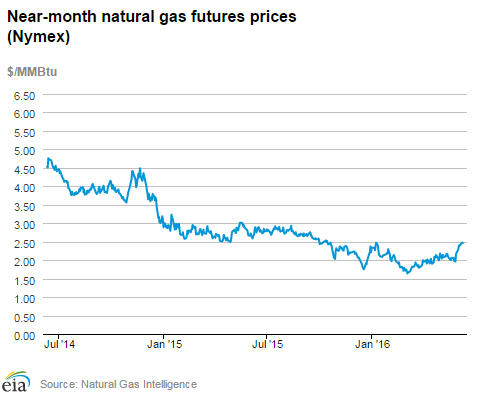 Near-month natural gas futures prices
(Nymex)
$/MMBtu
6.50
6.00
5.50
5.00
4.50
4.00
3.50
3.00
2.50
2.00
1.50
1.00
0.50
0.00
Jul '14 Jan '15 Jul '15 Jan '16
eia Source: Natural Gas Intelligence